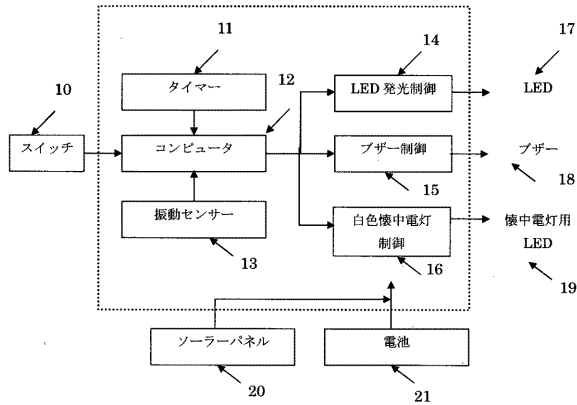 11
14
17
タイマー
12
LED 発光制御
LED
10
スイッチ
コンピュータ
ブザー制御
ブザー
15
18
振動センサー
白色懐中電灯
制御
懐中電灯用
LED
13
16
19
ソーラーパネル
電池
20
21